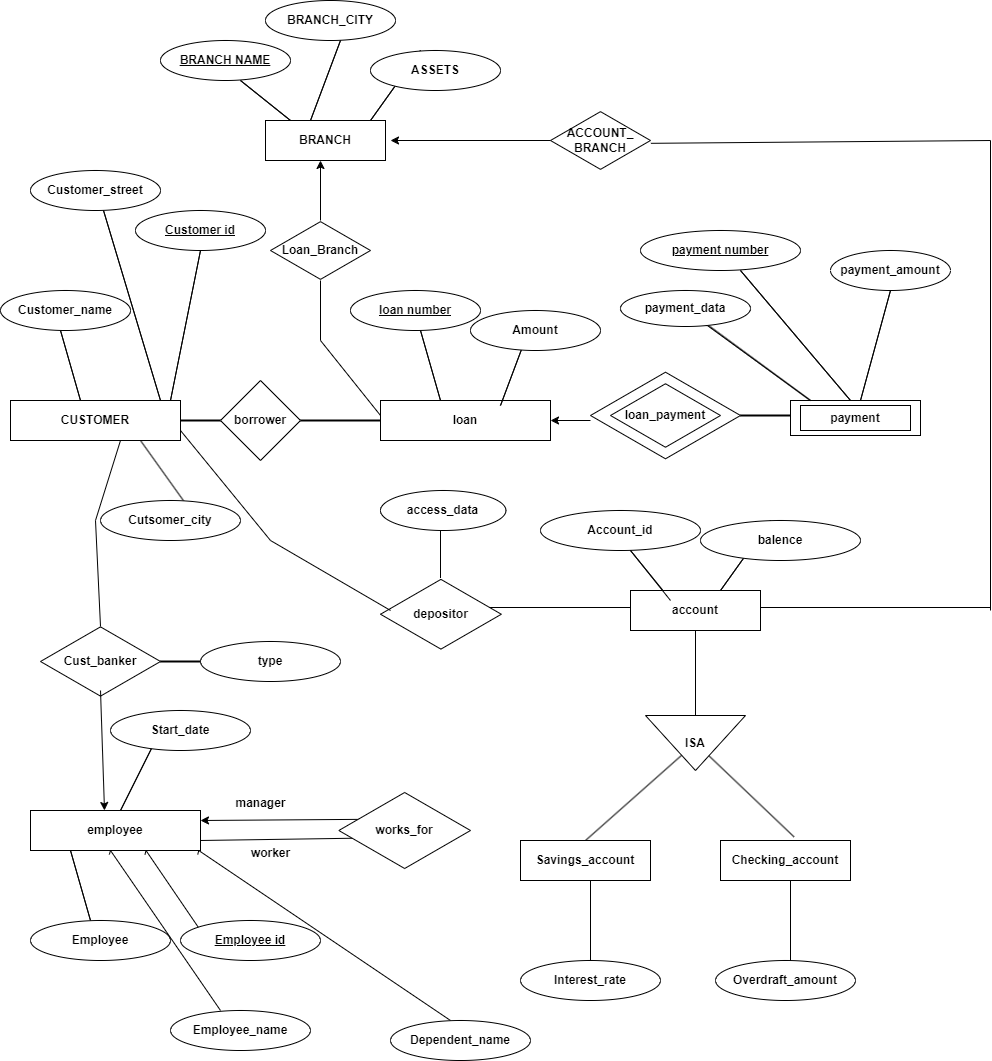 BRANCH_CITY
BRANCH NAME
ASSETS
BRANCH
ACCOUNT_
BRANCH
Customer_street
Customer id
Loan_Branch
payment number
payment_amount
Customer_name
loan number
payment_data
Amount
CUSTOMER
borrower
loan
loan_payment
payment
Cutsomer_city
access_data
Account_id
balence
depositor
account
Cust_banker
type
Start_date
ISA
manager
employee
works_for
worker
Savings_account
Checking_account
Employee
Employee id
Interest_rate
Overdraft_amount
Employee_name
Dependent_name